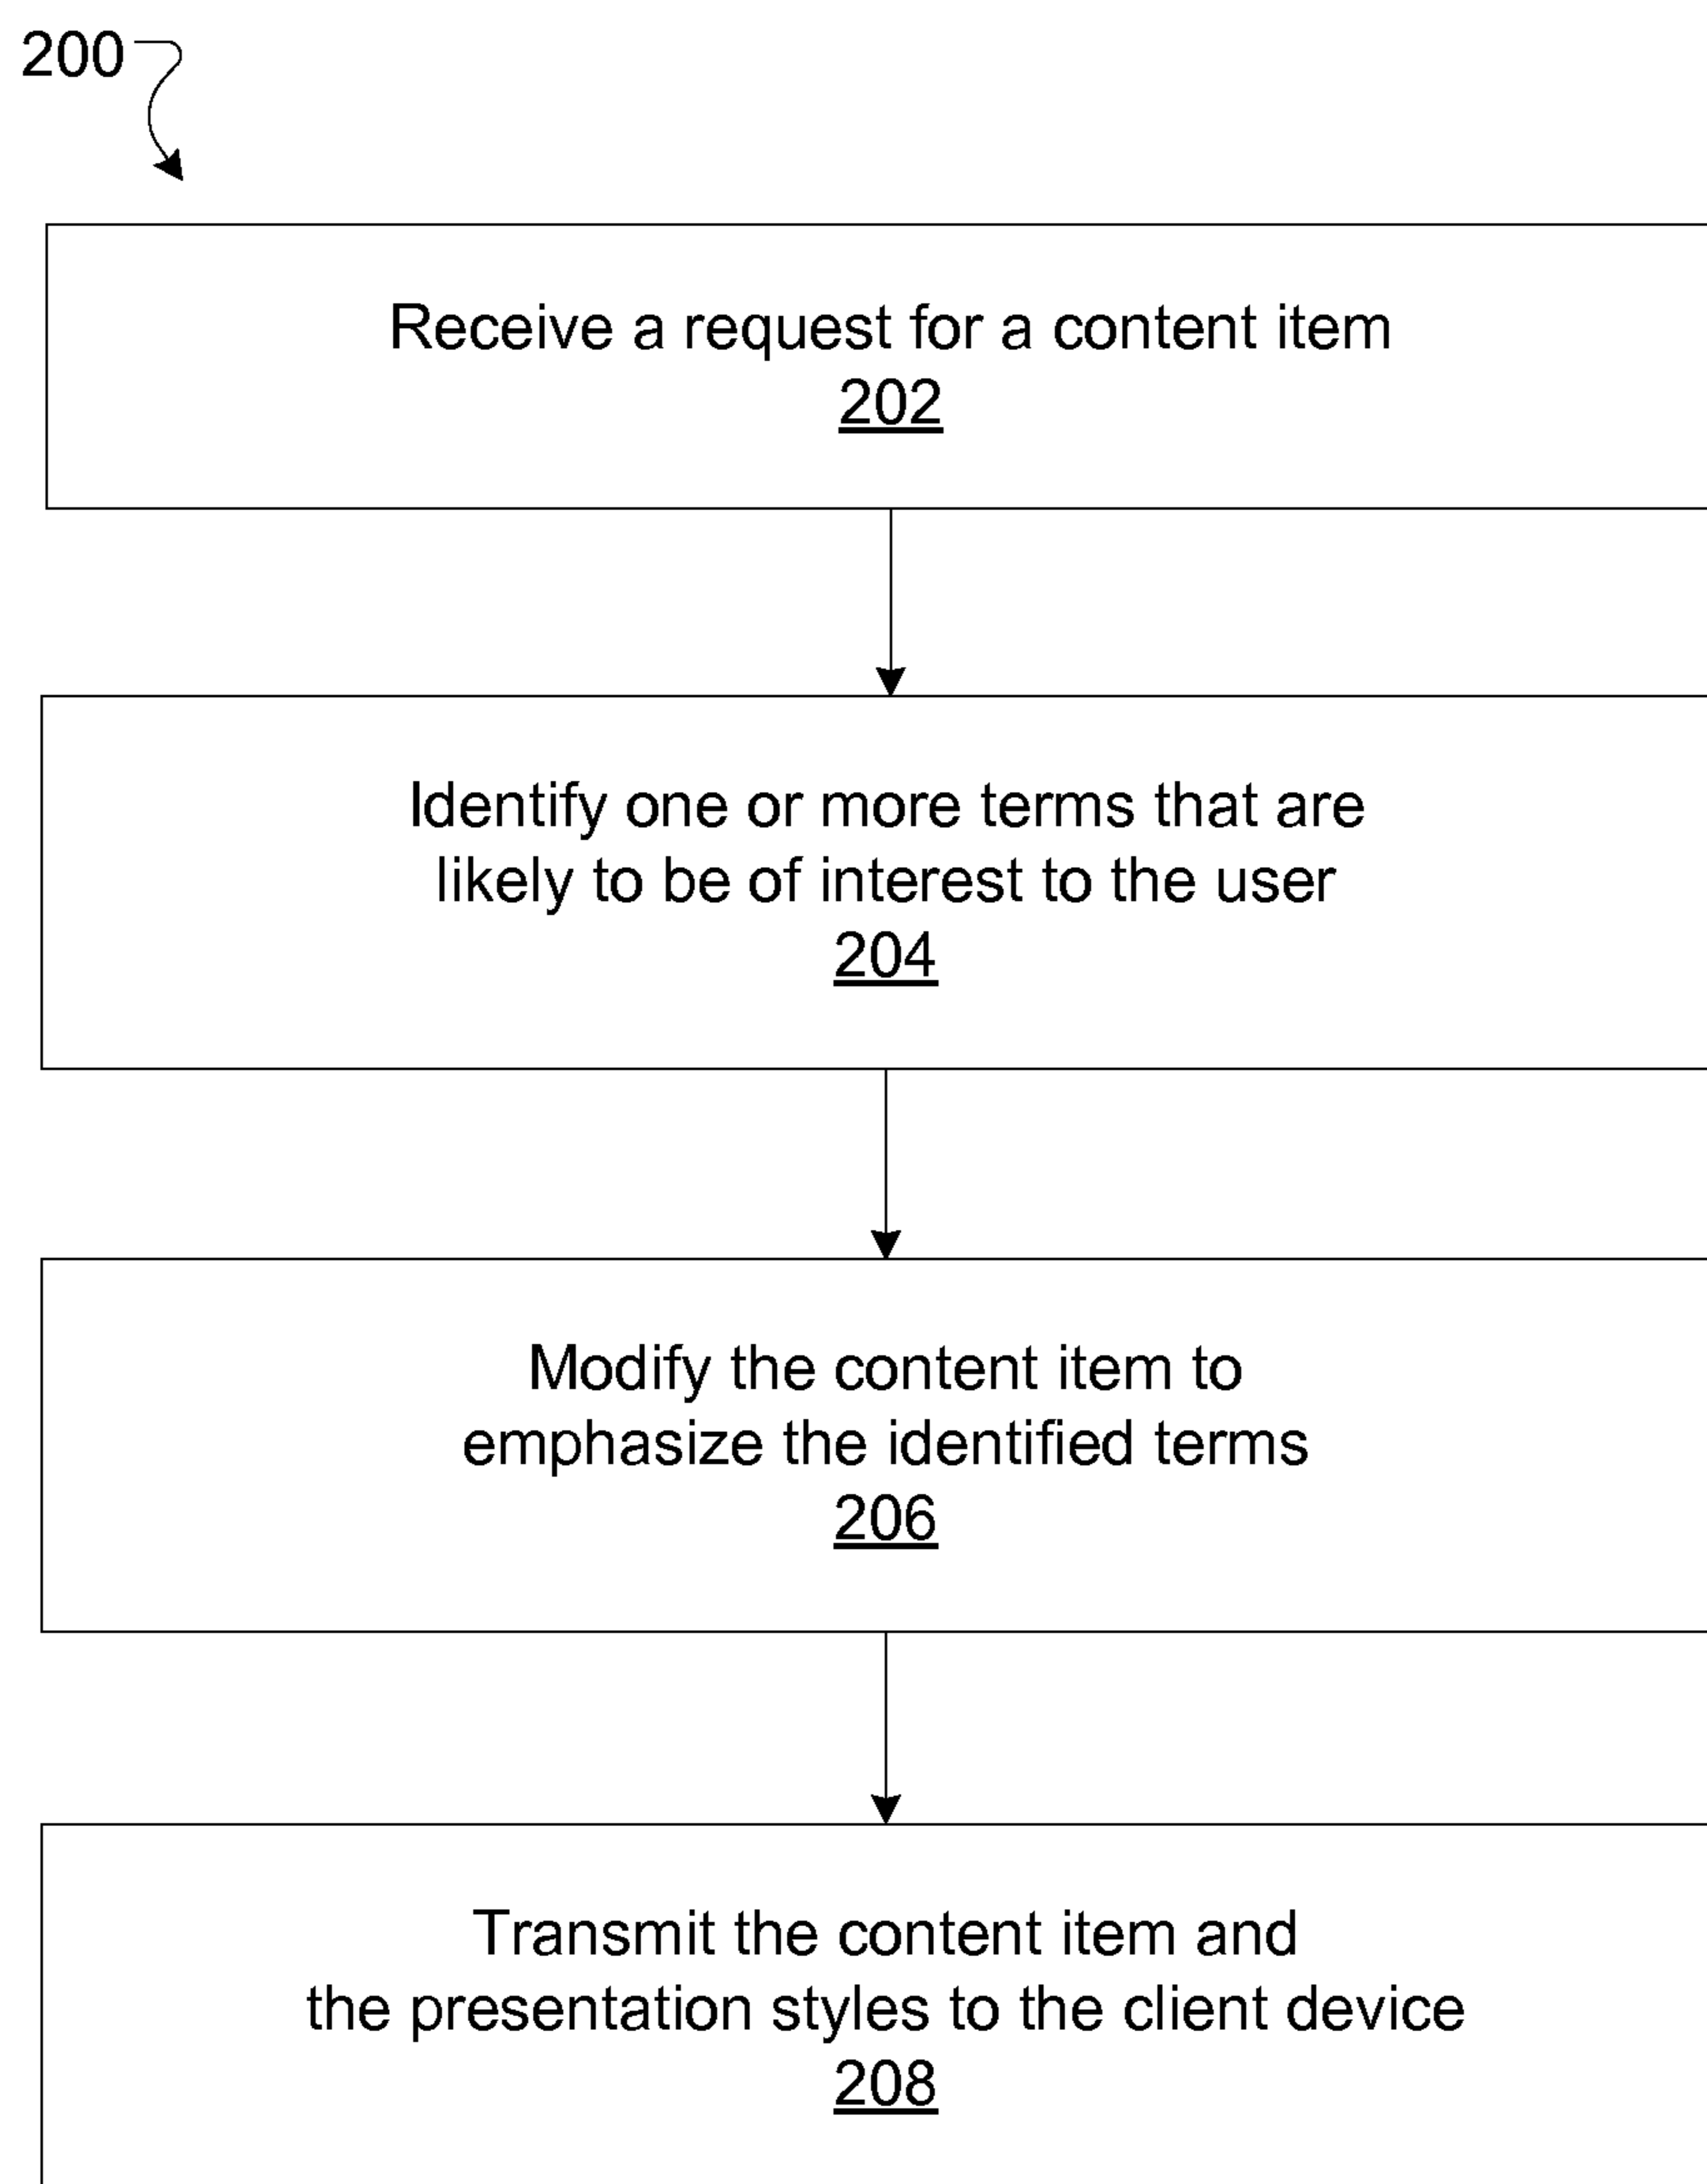 200
Receive a request for a content item
202
Identify one or more terms that are
likely to be of interest to the user
204
Modify the content item to
emphasize the identified terms
206
Transmit the content item and
the presentation styles to the client device
208